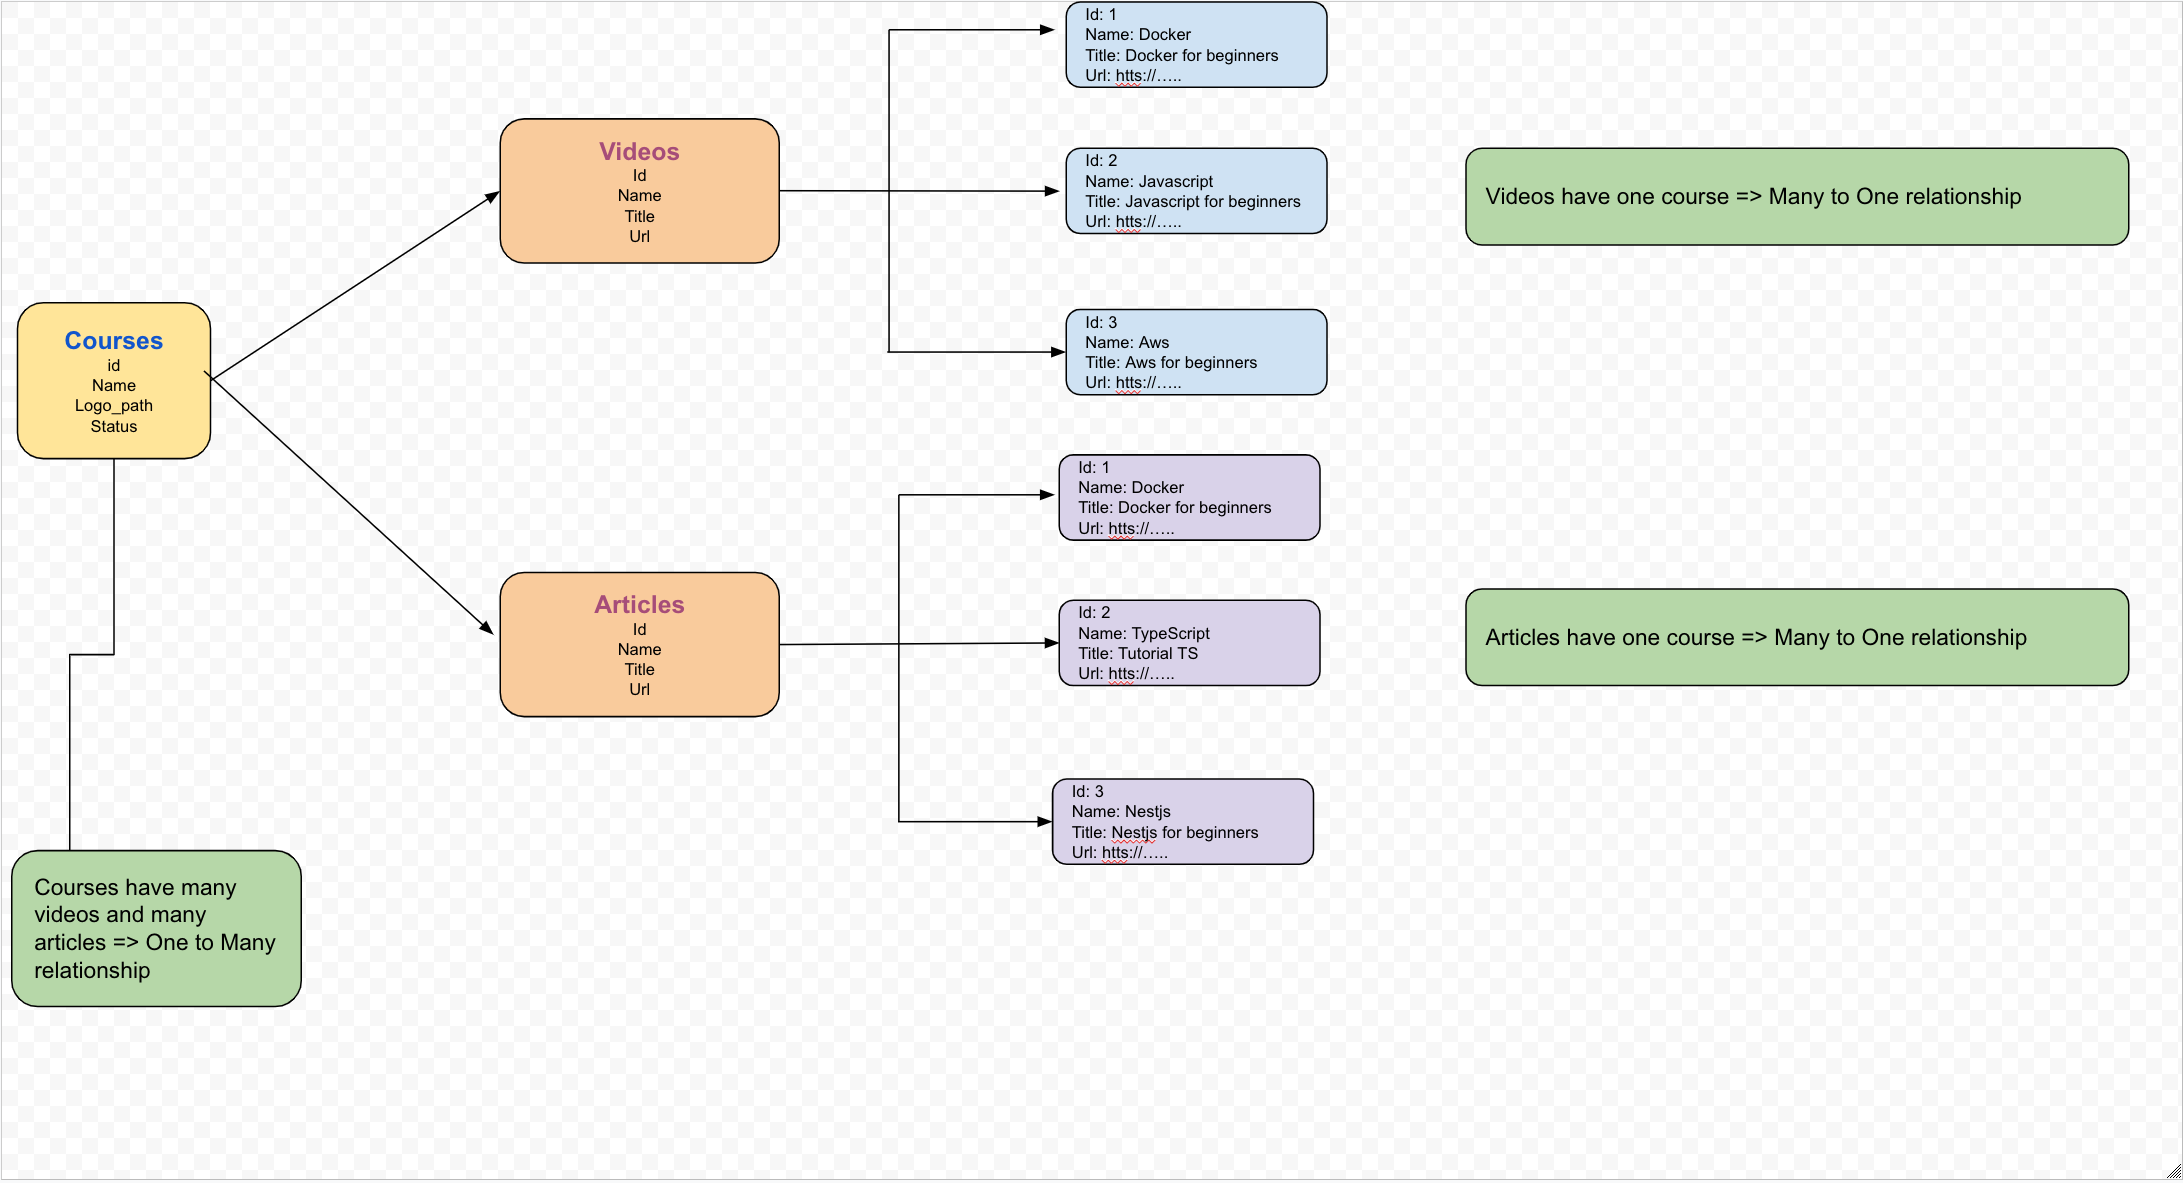 Id: 1
Name: Docker
Title: Docker for beginners
Url: htts://…..
Videos
Id
Name
Title
Url
Id: 2
Name: Javascript
Title: Javascript for beginners
Url: htts://…..
Videos have one course => Many to One relationship
Courses
id
Name
Logo_path
Status
Id: 3
Name: Aws
Title: Aws for beginners
Url: htts://…..
Id: 1
Name: Docker
Title: Docker for beginners
Url: htts://…..
Articles
Id
Name
Title
Url
Id: 2
Name: TypeScript
Title: Tutorial TS
Url: htts://…..
Articles have one course => Many to One relationship
Id: 3
Name: Nestjs
Title: Nestjs for beginners
Url: htts://…..
Courses have many
videos and many
articles => One to Many
relationship